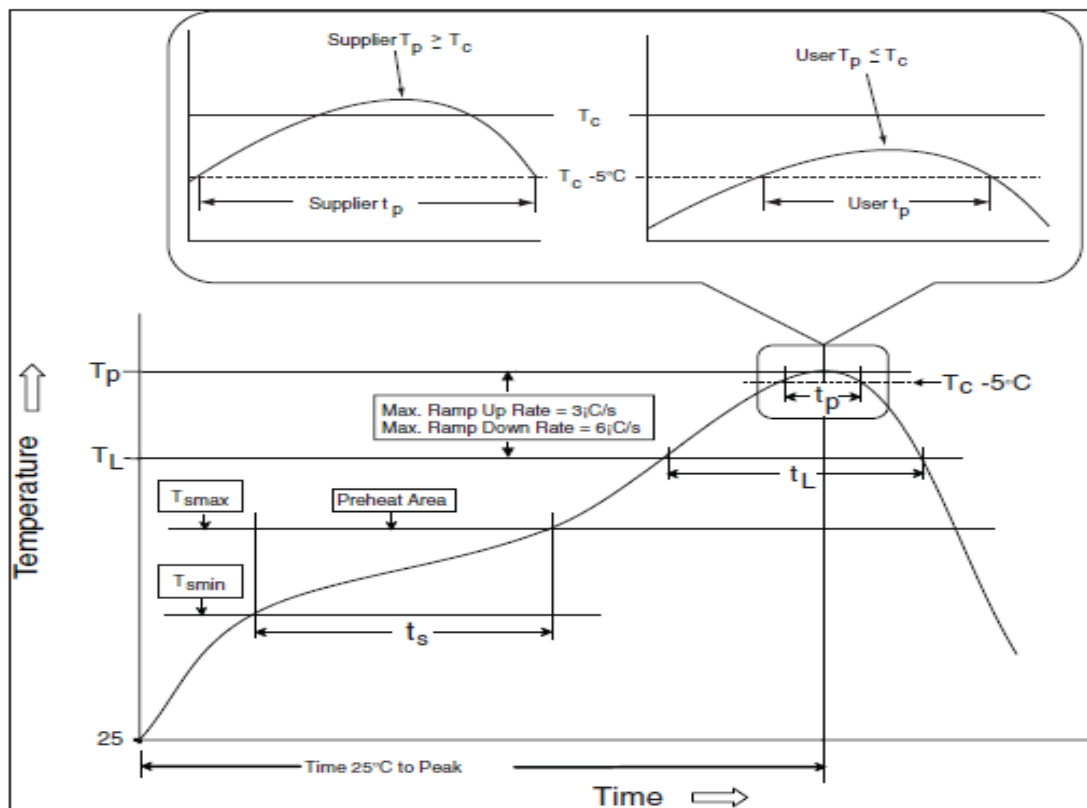 Supplier Tp ≥ Tc
User Tp ≤ Tc
Tc
Tc -5°C
Supplier tp
User tp
Tp
Tc -5°C
tp
Max. Ramp Up Rate = 3¡C/s
Max. Ramp Down Rate = 6¡C/s
TL
tL
Tsmax
Preheat Area
Tsmin
ts
Temperature
25
Time 25°C to Peak
Time